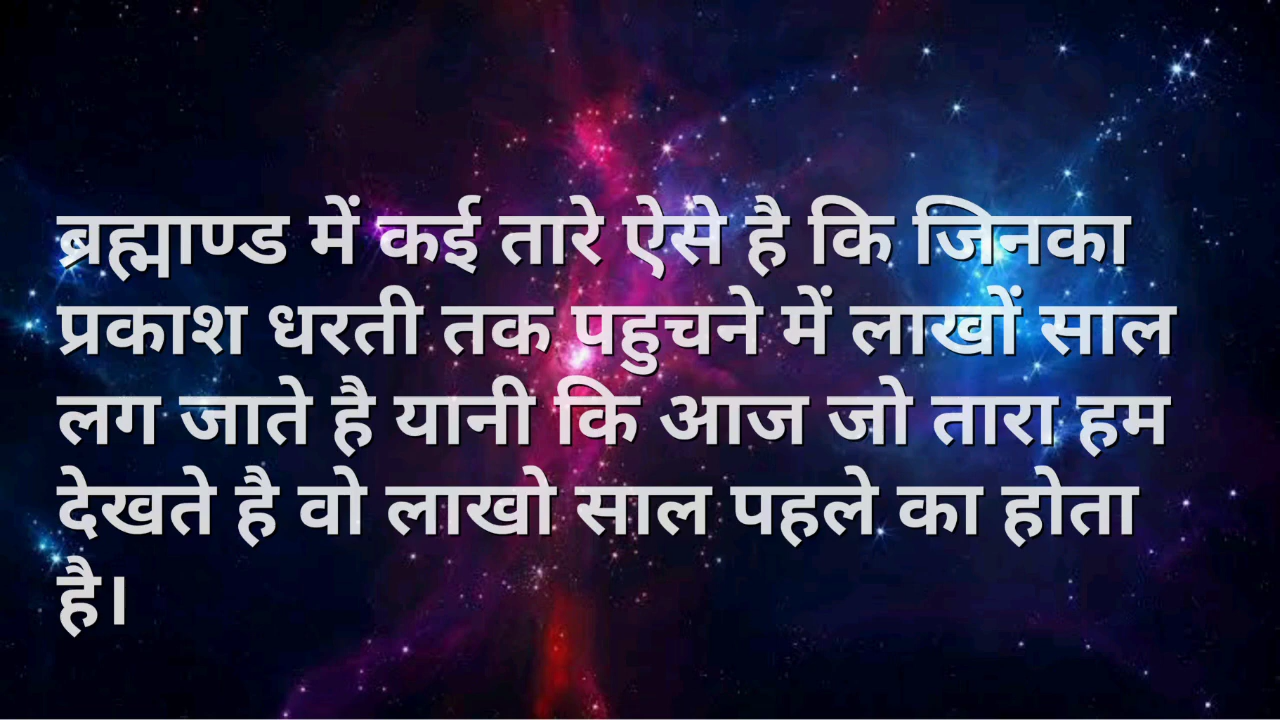 ब्रह्माण्ड में कई तारे ऐसे है कि जिनका
प्रकाश धरती तक पहुचने में लाखों साल
लग जाते है यानी कि आज जो तारा हम
देखते है वो लाखो साल पहले का होता
है।